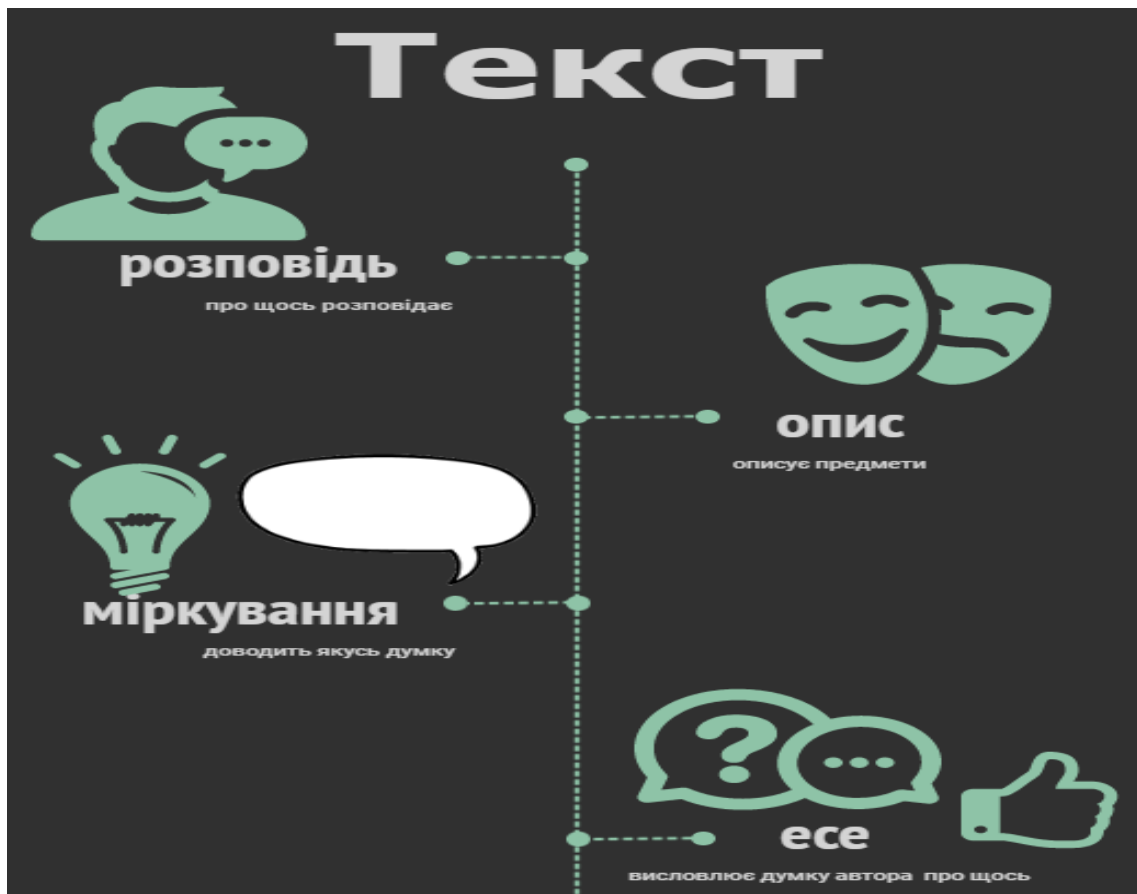 Текст
розповідь
про щось розповідає
опис
описує предмети
міркування
доводить якусь думку
есе
висловлює думку автора про щось